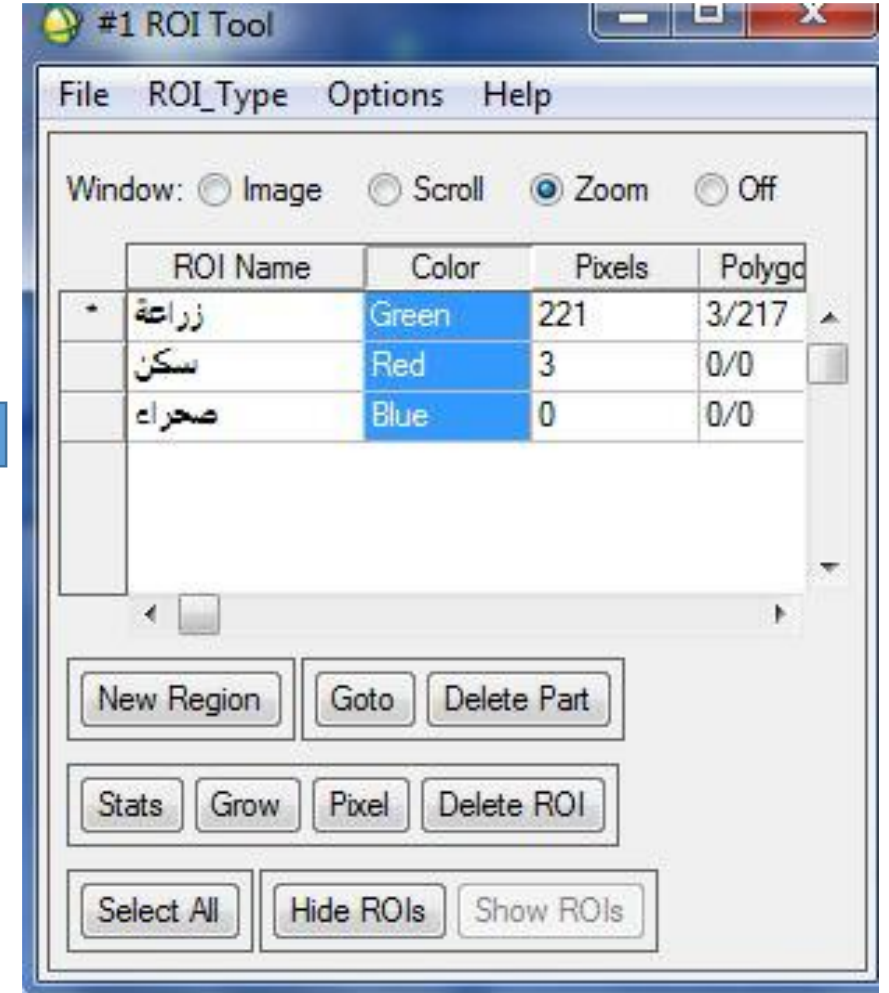 #1 ROI Tool
File ROI_Type Options Help
Window: Image Scroll Zoom Off
ROI Name Color Pixels Polygo
* زراعة Green 221 3/217
سكن Red 3 0/0
صحراء Blue 0 0/0
New Region Goto Delete Part
Stats Grow Pixel Delete ROI
Select All Hide ROIs Show ROIs